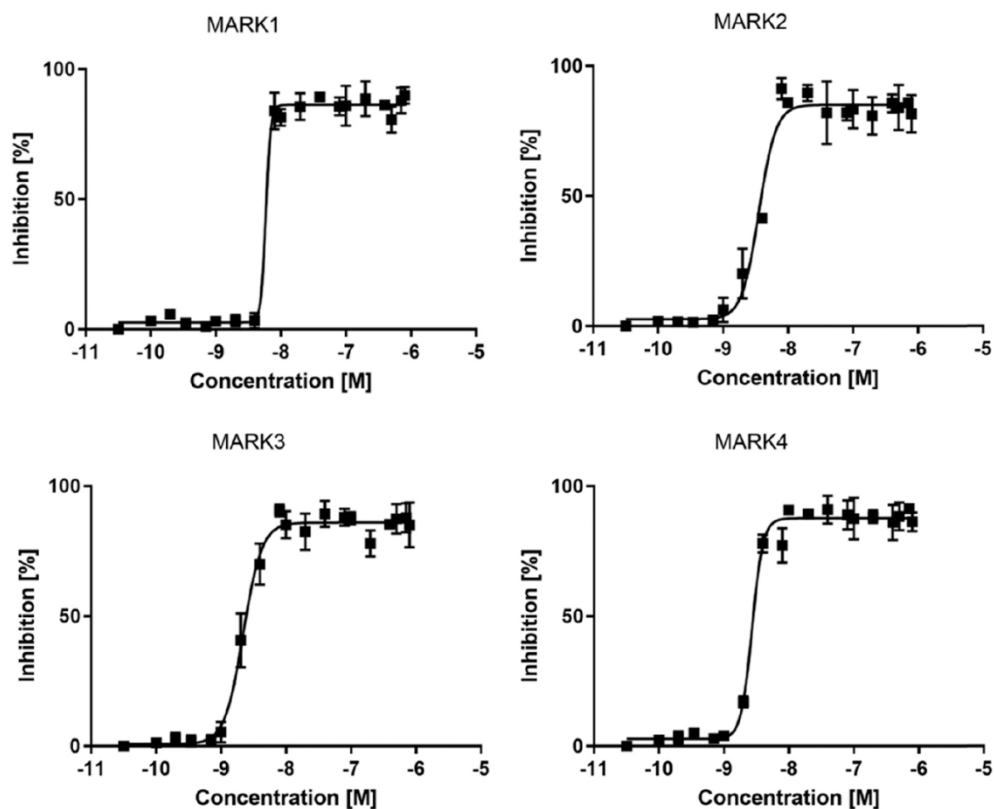 MARK1
MARK2
100
50
0
Inhibition [%]
-11 -10 -9 -8 -7 -6 -5
Concentration [M]
100
50
0
Inhibition [%]
-11 -10 -9 -8 -7 -6 -5
Concentration [M]
MARK3
MARK4
100
50
0
Inhibition [%]
-11 -10 -9 -8 -7 -6 -5
Concentration [M]
100
50
0
Inhibition [%]
-11 -10 -9 -8 -7 -6 -5
Concentration [M]